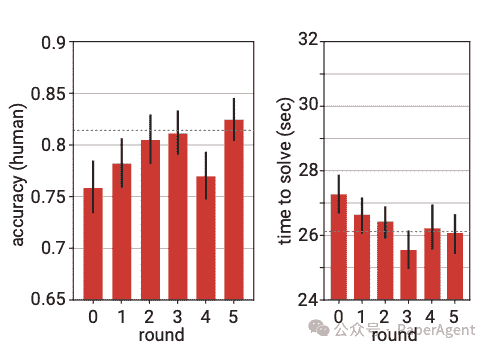 accuracy (human)
0.9
0.85
0.8
0.75
0.7
0.65
0 1 2 3 4 5
round
time to solve (sec)
32
30
28
26
24
0 1 2 3 4 5
round
公众号 · PaperAgent